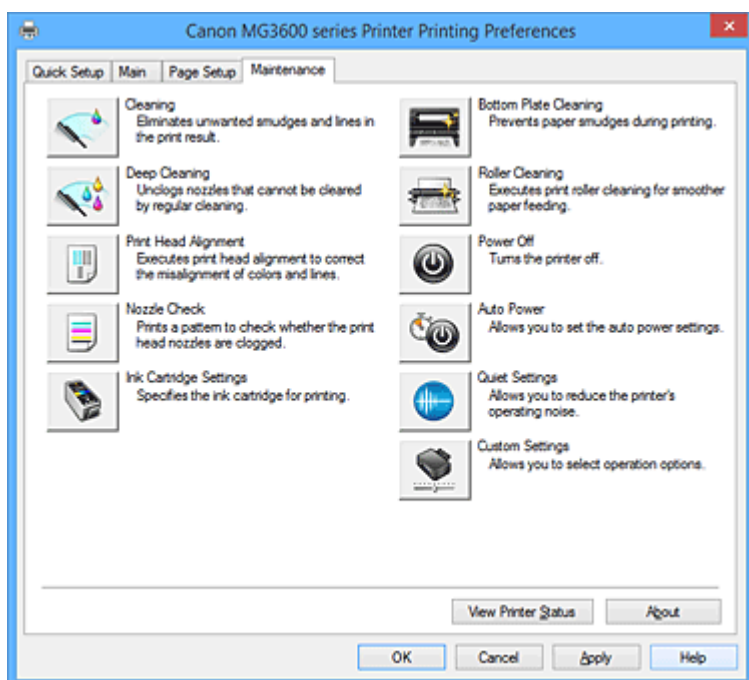 Canon MG3600 series Printer Printing Preferences
Quick Setup Main Page Setup Maintenance
Cleaning
Eliminates unwanted smudges and lines in
the print result.
Deep Cleaning
Unclogs nozzles that cannot be cleared
by regular cleaning.
Print Head Alignment
Executes print head alignment to correct
the misalignment of colors and lines.
Nozzle Check
Prints a pattern to check whether the print
head nozzles are clogged.
Ink Cartridge Settings
Specifies the ink cartridge for printing.
Bottom Plate Cleaning
Prevents paper smudges during printing.
Roller Cleaning
Executes print roller cleaning for smoother
paper feeding.
Power Off
Turns the printer off.
Auto Power
Allows you to set the auto power settings.
Quiet Settings
Allows you to reduce the printer's
operating noise.
Custom Settings
Allows you to select operation options.
View Printer Status About
OK Cancel Apply Help